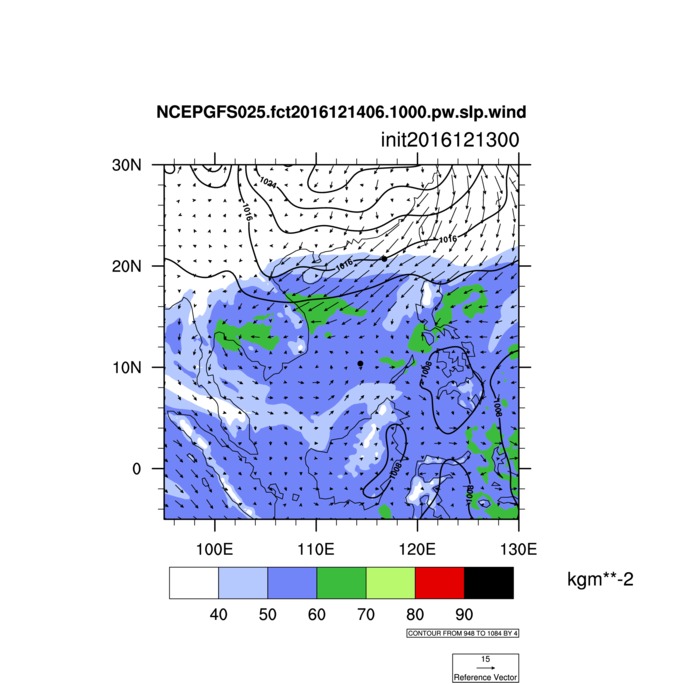 NCEPGFS025.fct2016121406.1000.pw.slp.wind
init2016121300
30N
20N
10N
0
1024
1016
1016
1016
1008
1008
1008
1008
100E 110E 120E 130E
kgm**-2
40 50 60 70 80 90
CONTOUR FROM 948 TO 1084 BY 4
15
Reference Vector